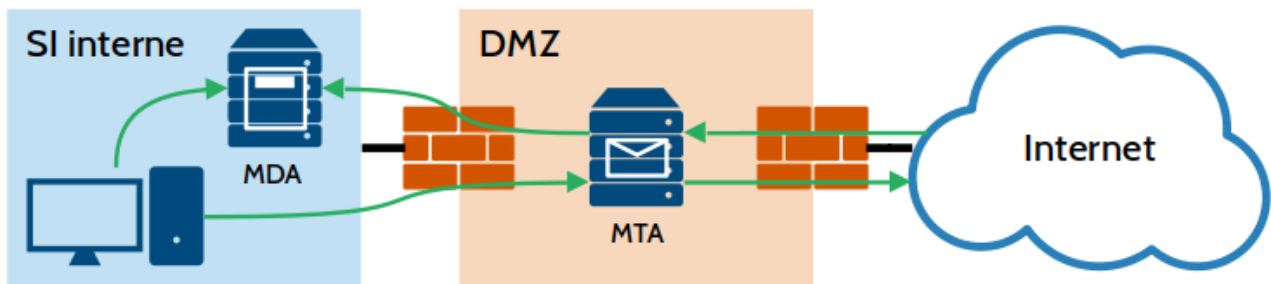 SI interne
DMZ
Internet
MDA
MTA